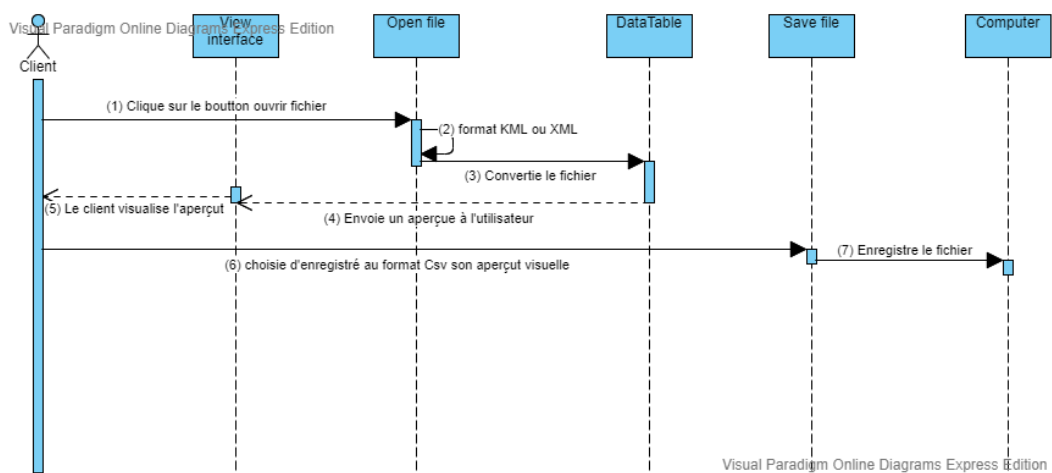 Visual Paradigm Online Diagrams Express Edition
View
interface
Open file
DataTable
Save file
Computer
Client
(1) Clique sur le boutton ouvrir fichier
(2) format KML ou XML
(3) Convertie le fichier
(5) Le client visualise l'aperçut
(4) Envoie un aperçue à l'utilisateur
(6) choisie d'enregistré au format Csv son aperçut visuelle
(7) Enregistre le fichier
Visual Paradigm Online Diagrams Express Edition